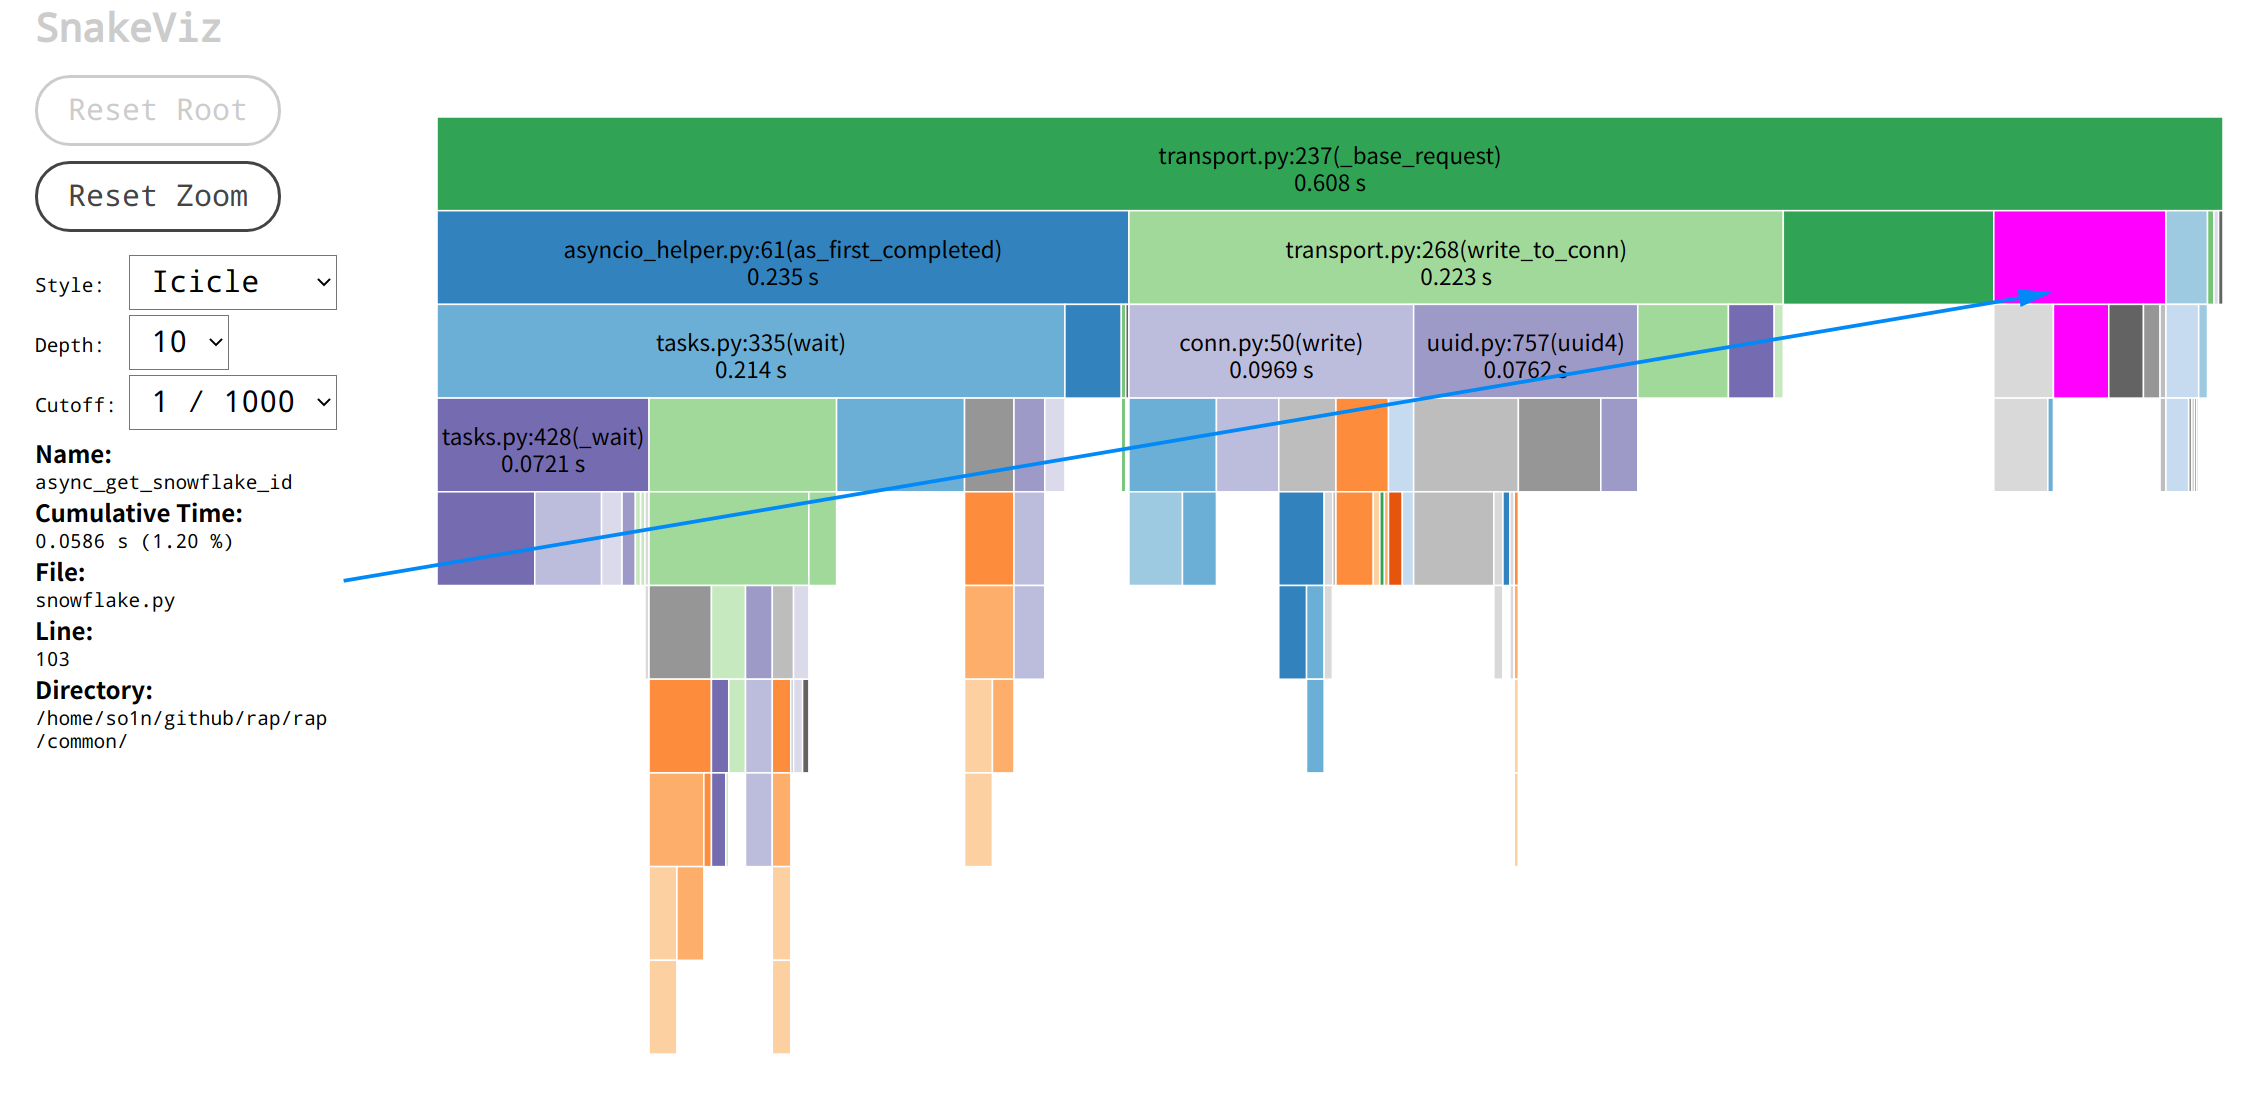 SnakeViz
Reset Root
Reset Zoom
Style:
Icicle
Depth:
10
Cutoff:
1 / 1000
Name:
async_get_snowflake_id
Cumulative Time:
0.0586 s (1.20 %)
File:
snowflake.py
Line:
103
Directory:
/home/so1n/github/rap/rap
/common/
transport.py:237(_base_request)
0.608 s
asyncio_helper.py:61(as_first_completed)
0.235 s
transport.py:268(write_to_conn)
0.223 s
tasks.py:335(wait)
0.214 s
conn.py:50(write)
0.0969 s
uuid.py:757(uuid4)
0.0762 s
tasks.py:428(_wait)
0.0721 s